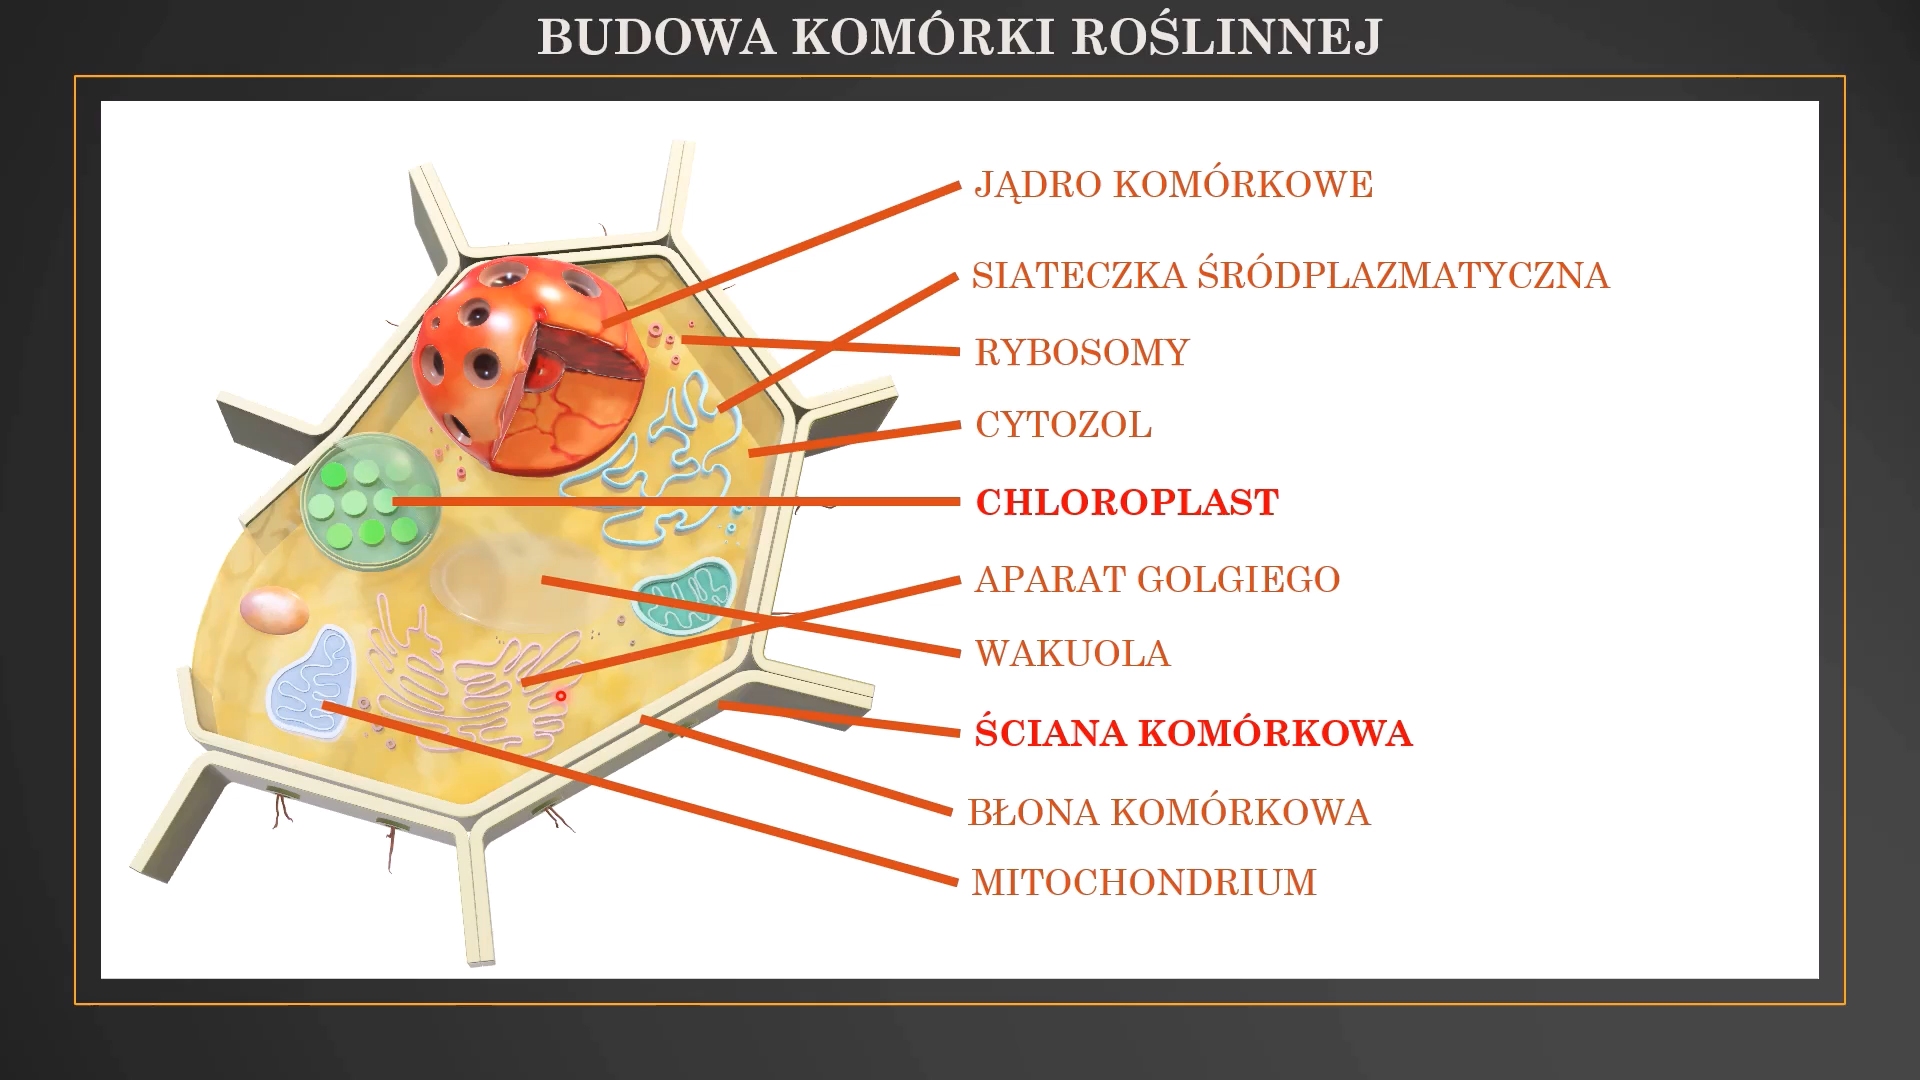 BUDOWA KOMÓRKI ROŚLINNEJ
JĄDRO KOMÓRKOWE
SIATECZKA ŚRÓDPLAZMATYCZNA
RYBOSOMY
CYTOZOL
CHLOROPLAST
APARAT GOLGIEGO
WAKUOLA
ŚCIANA KOMÓRKOWA
BŁONA KOMÓRKOWA
MITOCHONDRIUM